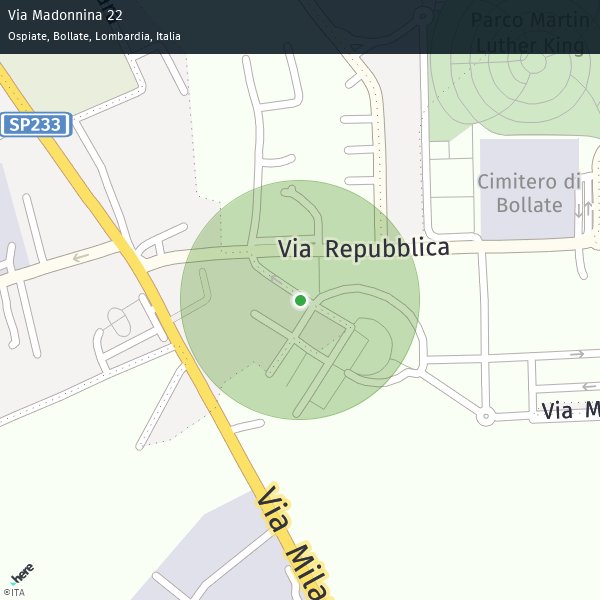 Via Madonnina 22
Ospiate, Bollate, Lombardia, Italia
Parco Martin
Luther King
SP233
Cimitero di
Bollate
Via Repubblica
Via M
Via Mila
here
©ITA